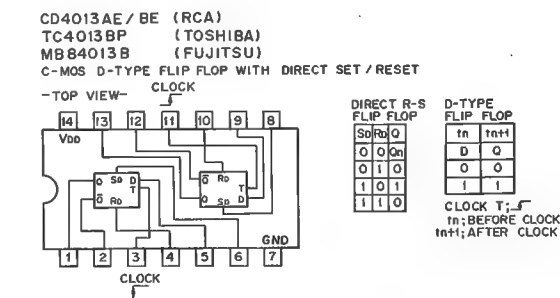 CD4013AE/BE (RCA)
TC4013BP (TOSHIBA)
MB84013B (FUJITSU)
C-MOS D-TYPE FLIP FLOP WITH DIRECT SET/RESET
-TOP VIEW-
CLOCK
14 13 12 11 10 9 8
VDD
Q SD D
T
Q̅ RD
Q̅ RD
T
Q SD D
GND
1 2 3 4 5 6 7
CLOCK
DIRECT R-S
FLIP FLOP
SD RD Q
0 0 Qn
0 1 0
1 0 1
1 1 0
D-TYPE
FLIP FLOP
tn tn+1
D Q
0 0
1 1
CLOCK T;
tn; BEFORE CLOCK
tn+1; AFTER CLOCK